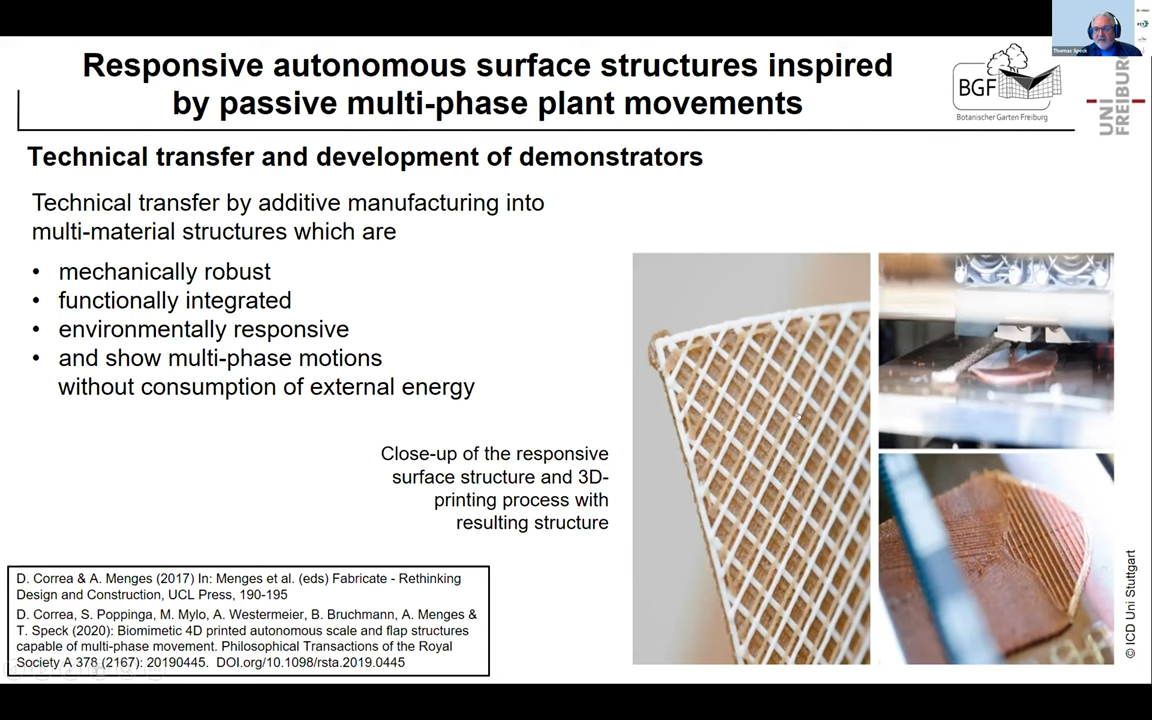 Thomas Speck
Responsive autonomous surface structures inspired
by passive multi-phase plant movements
BGF
Botanischer Garten Freiburg
UNI
FREIBURG
Technical transfer and development of demonstrators
Technical transfer by additive manufacturing into
multi-material structures which are
• mechanically robust
• functionally integrated
• environmentally responsive
• and show multi-phase motions
without consumption of external energy
Close-up of the responsive
surface structure and 3D-
printing process with
resulting structure
D. Correa & A. Menges (2017) In: Menges et al. (eds) Fabricate - Rethinking
Design and Construction, UCL Press, 190-195
D. Correa, S. Poppinga, M. Mylo, A. Westermeier, B. Bruchmann, A. Menges &
T. Speck (2020): Biomimetic 4D printed autonomous scale and flap structures
capable of multi-phase movement. Philosophical Transactions of the Royal
Society A 378 (2167): 20190445. DOI.org/10.1098/rsta.2019.0445
© ICD Uni Stuttgart